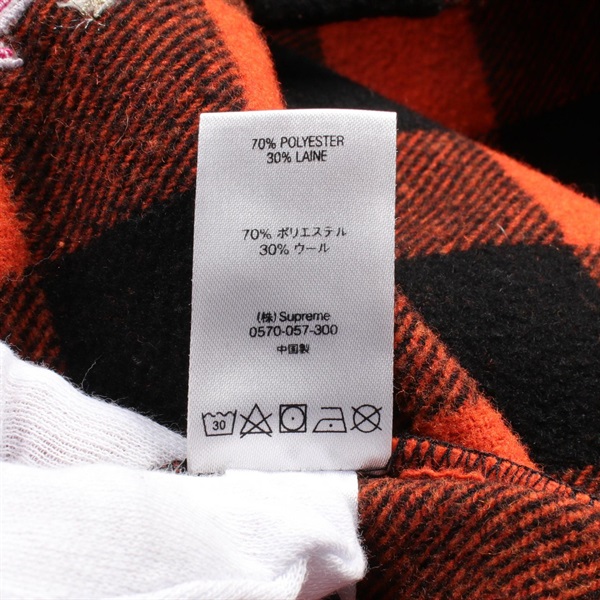 70% POLYESTER
30% LAINE
70% ポリエステル
30% ウール
(株) Supreme
0570-057-300
中国製
30